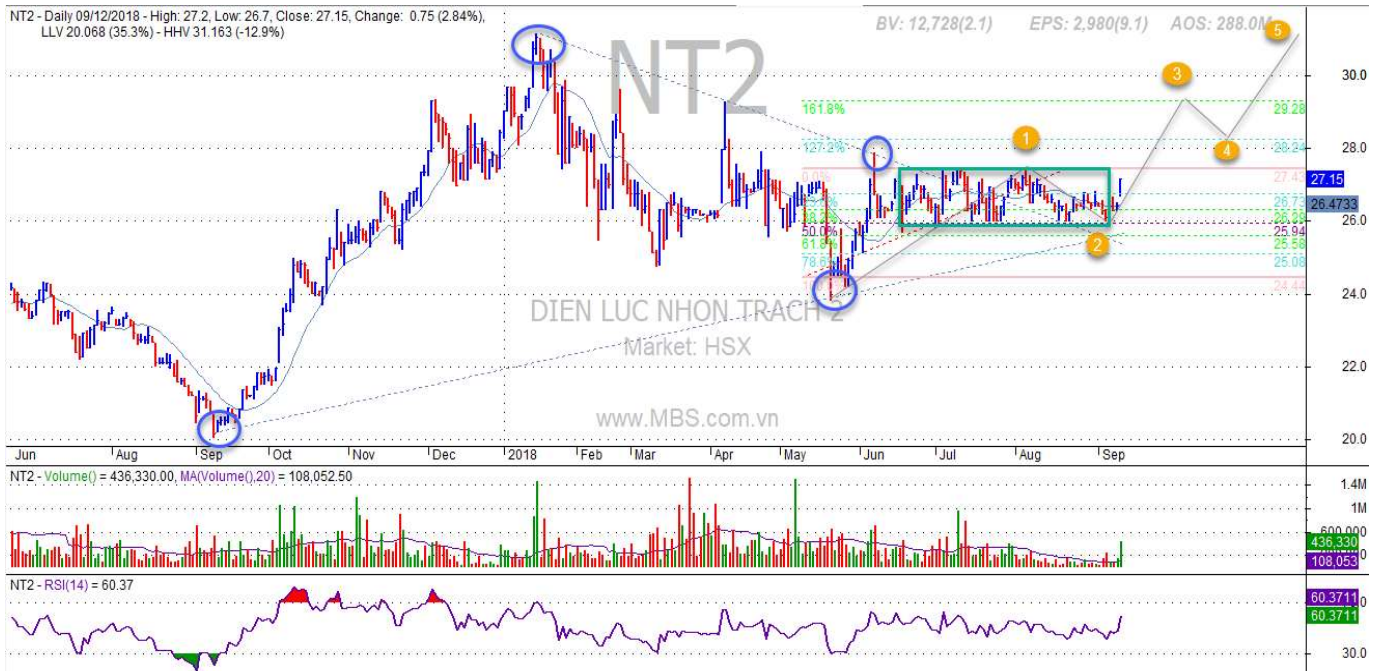 NT2 - Daily 09/12/2018 - High: 27.2, Low: 26.7, Close: 27.15, Change: 0.75 (2.84%),
LLV 20.068 (35.3%) - HHV 31.163 (-12.9%)
BV: 12,728(2.1) EPS: 2,980(9.1) AOS: 288.0M
NT2
DIEN LUC NHON TRACH 2
Market: HSX
www.MBS.com.vn
5
3
4
1
2
30.0
28.0
27.15
26.4733
26.0
24.0
22.0
20.0
161.8% 29.28
127.2% 28.24
0.0%
26.73
50.0% 25.94
61.8% 25.58
25.08
24.44
Jun Aug Sep Oct Nov Dec 2018 Feb Mar Apr May Jun Jul Aug Sep
NT2 - Volume() = 436,330.00, MA(Volume(),20) = 108,052.50
1.4M
1M
600,000
436,330
108,053
NT2 - RSI(14) = 60.37
60.3711
60.3711
30.0